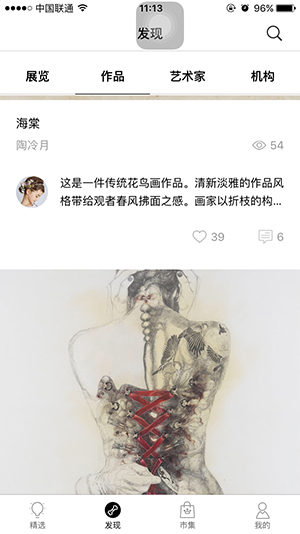 中国联通
11:13
96%
发现
展览 作品 艺术家 机构
海棠
陶冷月
54
这是一件传统花鸟画作品。清新淡雅的作品风
格带给观者春风拂面之感。画家以折枝的构...
39 6
精选 发现 市集 我的